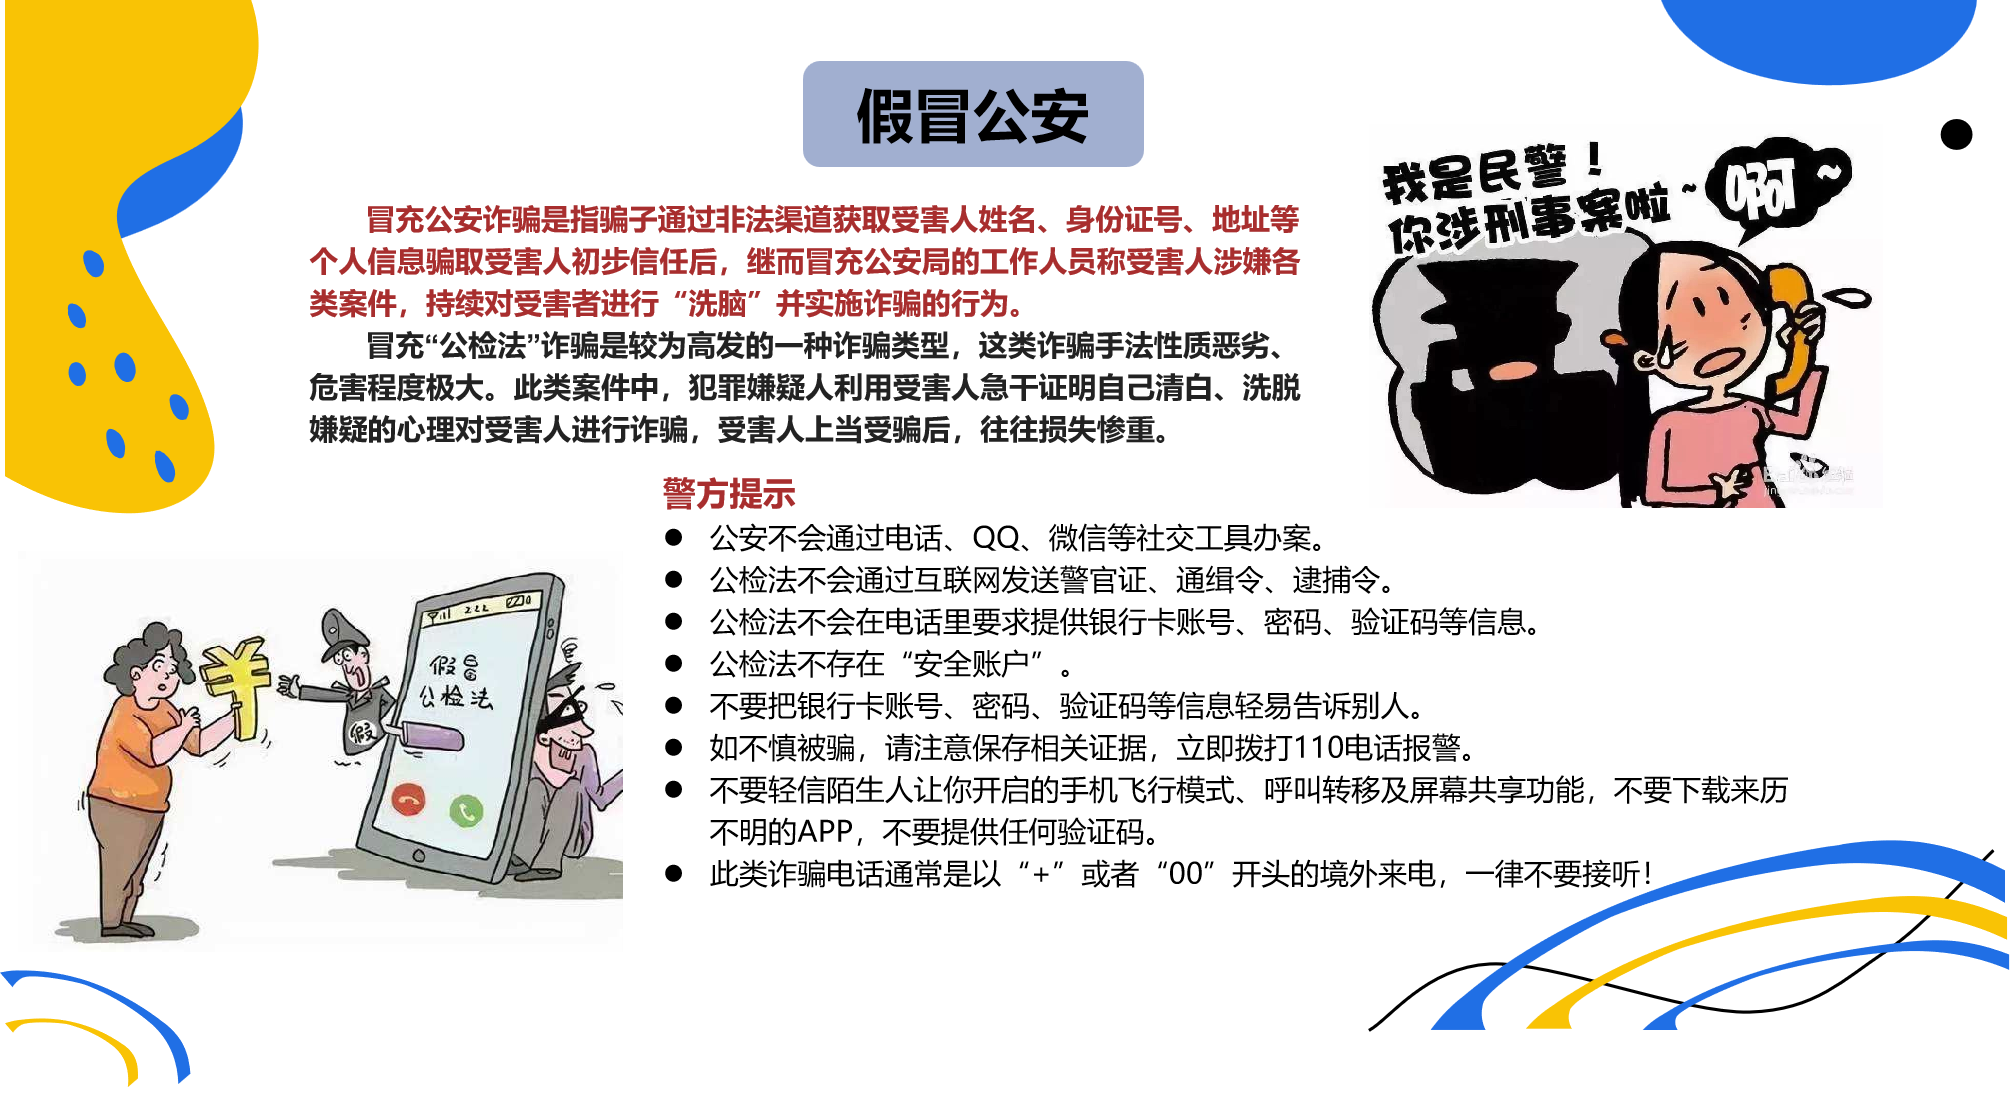 假冒公安
我是民警！
你涉刑事案啦~
啊~
冒充公安诈骗是指骗子通过非法渠道获取受害人姓名、身份证号、地址等
个人信息骗取受害人初步信任后，继而冒充公安局的工作人员称受害人涉嫌各
类案件，持续对受害者进行“洗脑”并实施诈骗的行为。
冒充“公检法”诈骗是较为高发的一种诈骗类型，这类诈骗手法性质恶劣、
危害程度极大。此类案件中，犯罪嫌疑人利用受害人急于证明自己清白、洗脱
嫌疑的心理对受害人进行诈骗，受害人上当受骗后，往往损失惨重。
警方提示
● 公安不会通过电话、QQ、微信等社交工具办案。
● 公检法不会通过互联网发送警官证、通缉令、逮捕令。
● 公检法不会在电话里要求提供银行卡账号、密码、验证码等信息。
● 公检法不存在“安全账户”。
● 不要把银行卡账号、密码、验证码等信息轻易告诉别人。
● 如不慎被骗，请注意保存相关证据，立即拨打110电话报警。
● 不要轻信陌生人让你开启的手机飞行模式、呼叫转移及屏幕共享功能，不要下载来历
不明的APP，不要提供任何验证码。
● 此类诈骗电话通常是以“+”或者“00”开头的境外来电，一律不要接听！
假冒
公检法
假